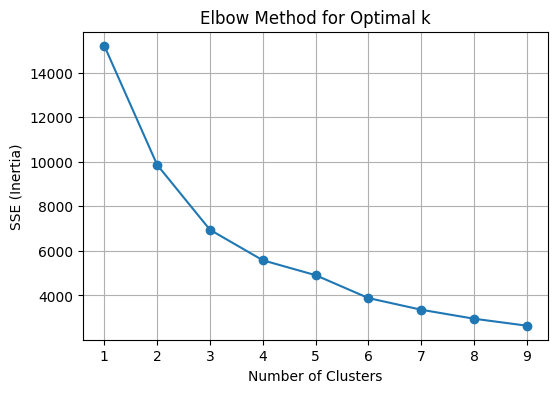 Elbow Method for Optimal k
SSE (Inertia)
14000
12000
10000
8000
6000
4000
1 2 3 4 5 6 7 8 9
Number of Clusters